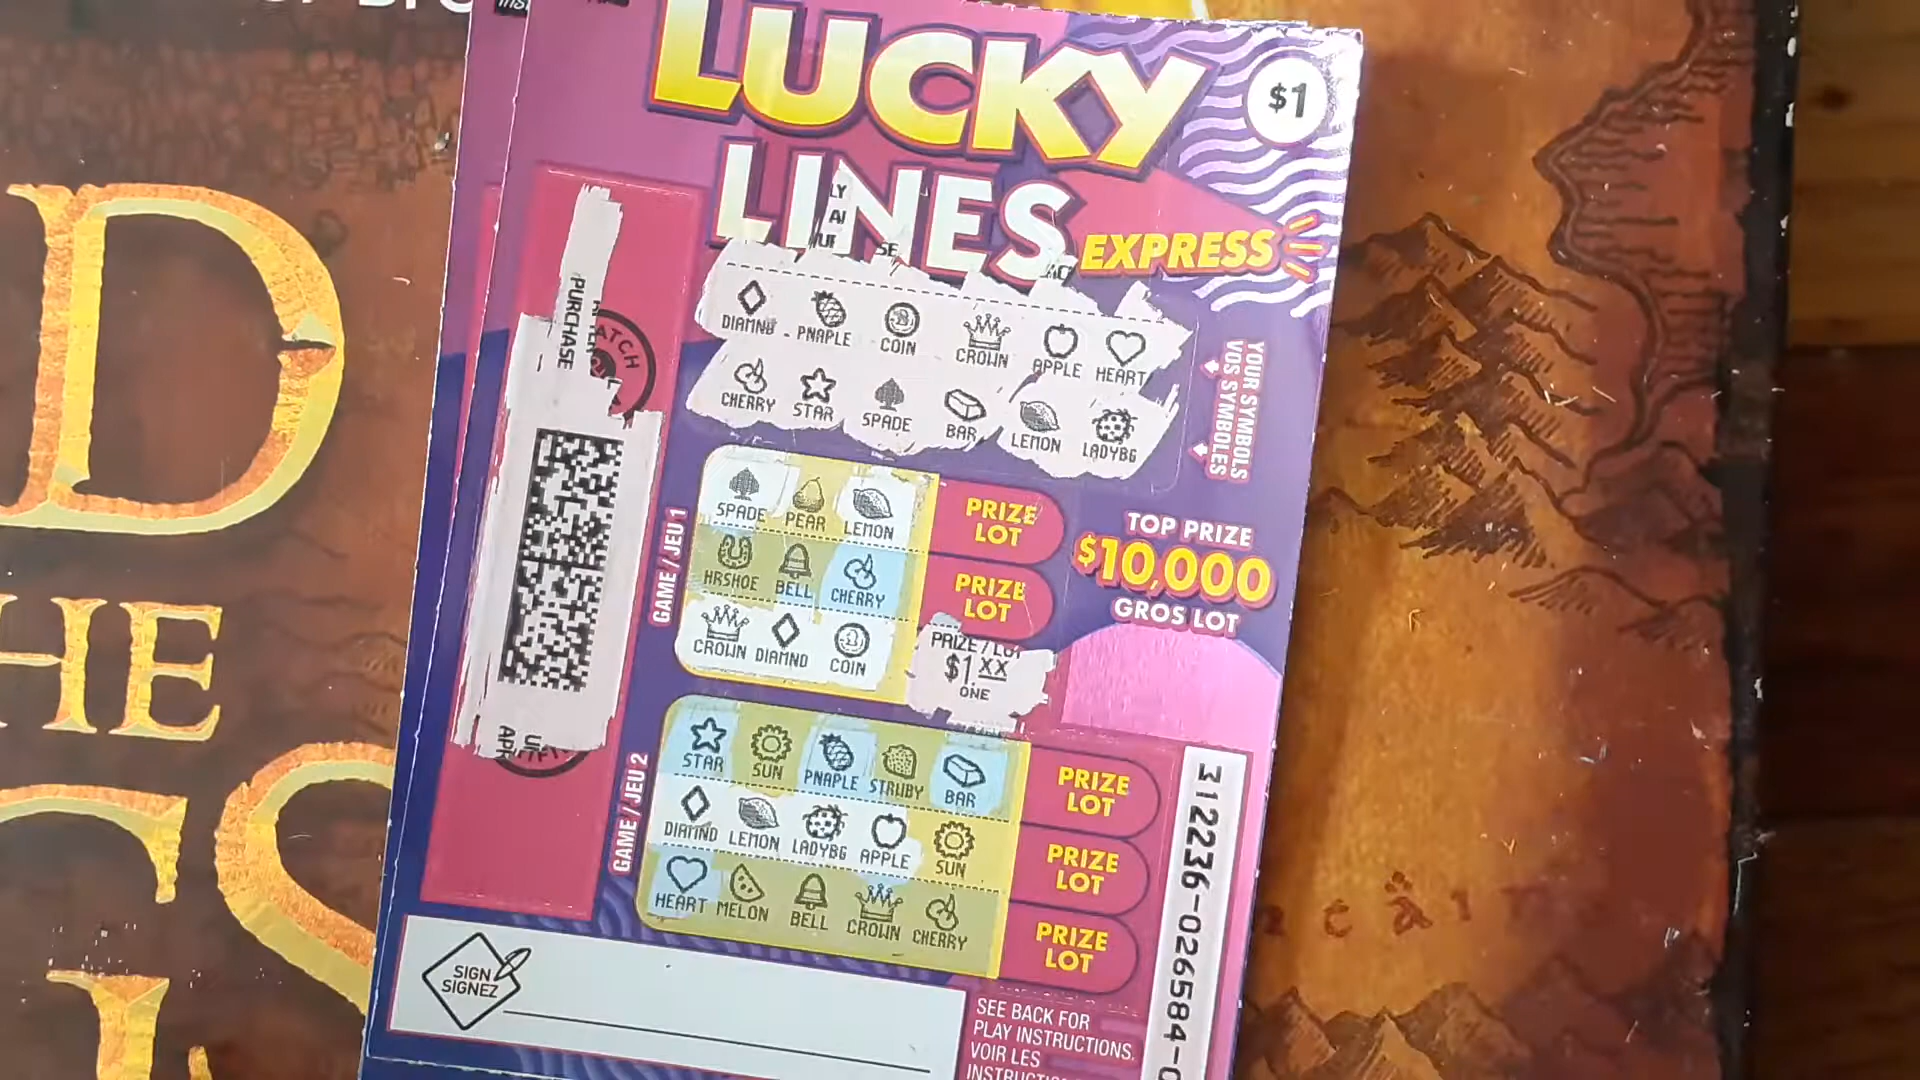 LUCKY
$1
LINES
EXPRESS
DIAMND PNAPLE COIN CROWN APPLE HEART
CHERRY STAR SPADE BAR LEMON LADYBG
YOUR SYMBOLS
VOS SYMBOLES
PURCHASE
GAME / JEU 1
SPADE PEAR LEMON
PRIZE
LOT
HRSHOE BELL CHERRY
PRIZE
LOT
CROWN DIAMND COIN
PRIZE / LOT
$1.XX
ONE
TOP PRIZE
$10,000
GROS LOT
GAME / JEU 2
STAR SUN PNAPLE STRWBY BAR
PRIZE
LOT
DIAMND LEMON LADYBG APPLE SUN
PRIZE
LOT
HEART MELON BELL CROWN CHERRY
PRIZE
LOT
SIGN
SIGNEZ
SEE BACK FOR
PLAY INSTRUCTIONS.
VOIR LES
312236-026584-0